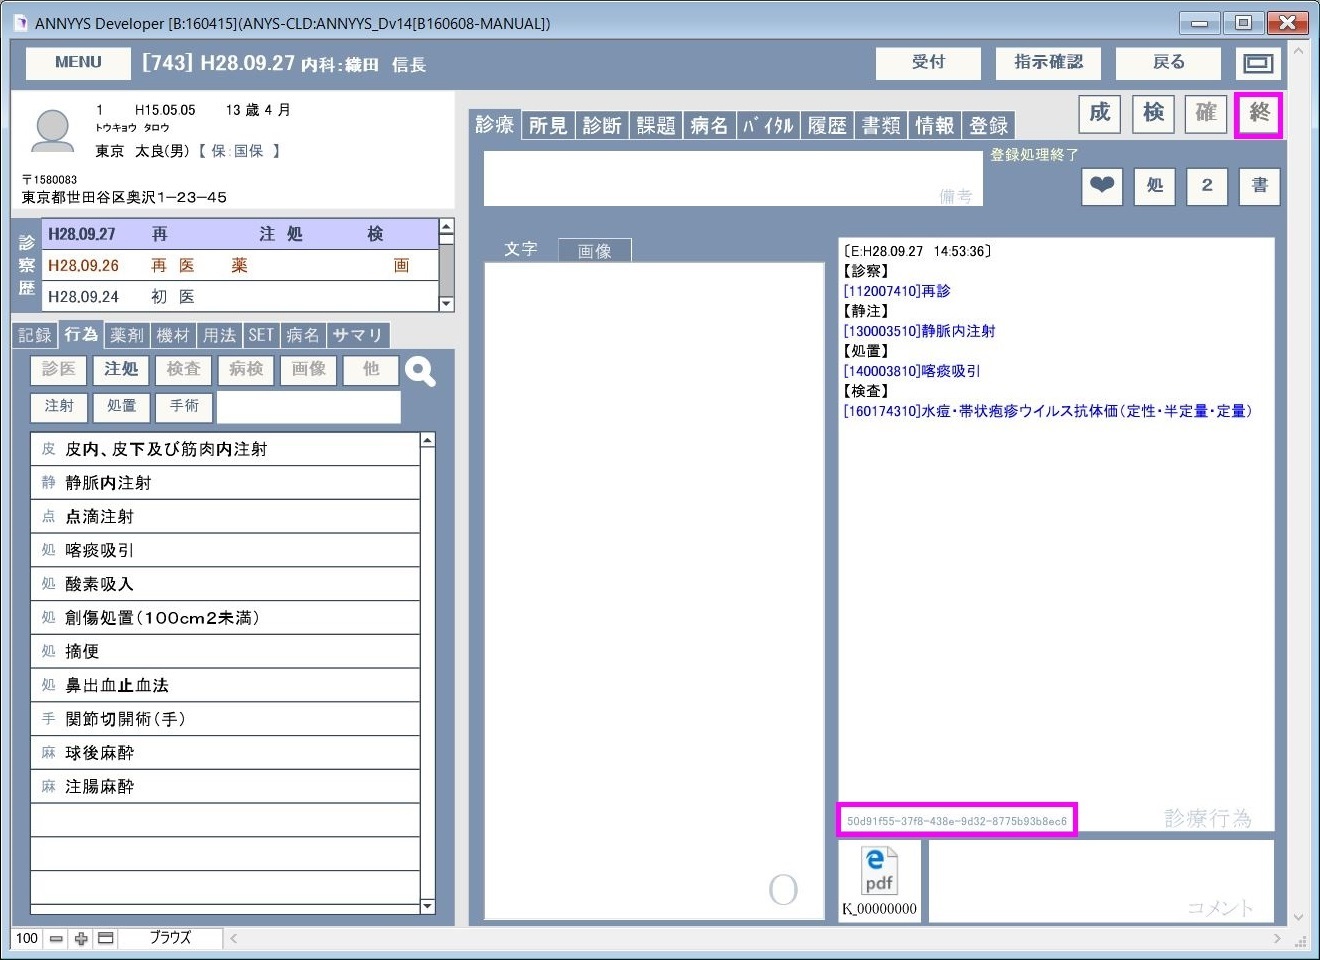 ANNYYS Developer [B:160415](ANYS-CLD:ANNYYS_Dv14[B160608-MANUAL])
MENU
[743] H28.09.27 内科:織田 信長
受付
指示確認
戻る
1 H15.05.05 13 歳 4 月
トウキョウ タロウ
東京 太良(男)【 保:国保 】
〒1580083
東京都世田谷区奥沢1-23-45
診察歴
H28.09.27 再 注 処 検
H28.09.26 再 医 薬 画
H28.09.24 初 医
記録 行為 薬剤 機材 用法 SET 病名 サマリ
診医 注処 検査 病検 画像 他
注射 処置 手術
皮 皮内、皮下及び筋肉内注射
静 静脈内注射
点 点滴注射
処 喀痰吸引
処 酸素吸入
処 創傷処置(100cm2未満)
処 摘便
処 鼻出血止血法
手 関節切開術(手)
麻 球後麻酔
麻 注腸麻酔
100
ブラウズ
診療 所見 診断 課題 病名 バイタル 履歴 書類 情報 登録
成 検 確 終
登録処理終了
処 2 書
備考
文字 画像
〔E:H28.09.27 14:53:36〕
【診察】
[112007410]再診
【静注】
[130003510]静脈内注射
【処置】
[140003810]喀痰吸引
【検査】
[160174310]水痘・帯状疱疹ウイルス抗体価(定性・半定量・定量)
50d91f55-37f8-438e-9d32-8775b93b8ec6
診療行為
O
pdf
K_00000000
コメント